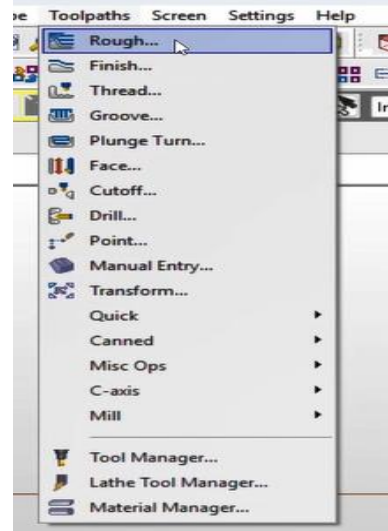 Toolpaths Screen Settings Help
Rough...
Finish...
Thread...
Groove...
Plunge Turn...
Face...
Cutoff...
Drill...
Point...
Manual Entry...
Transform...
Quick
Canned
Misc Ops
C-axis
Mill
Tool Manager...
Lathe Tool Manager...
Material Manager...